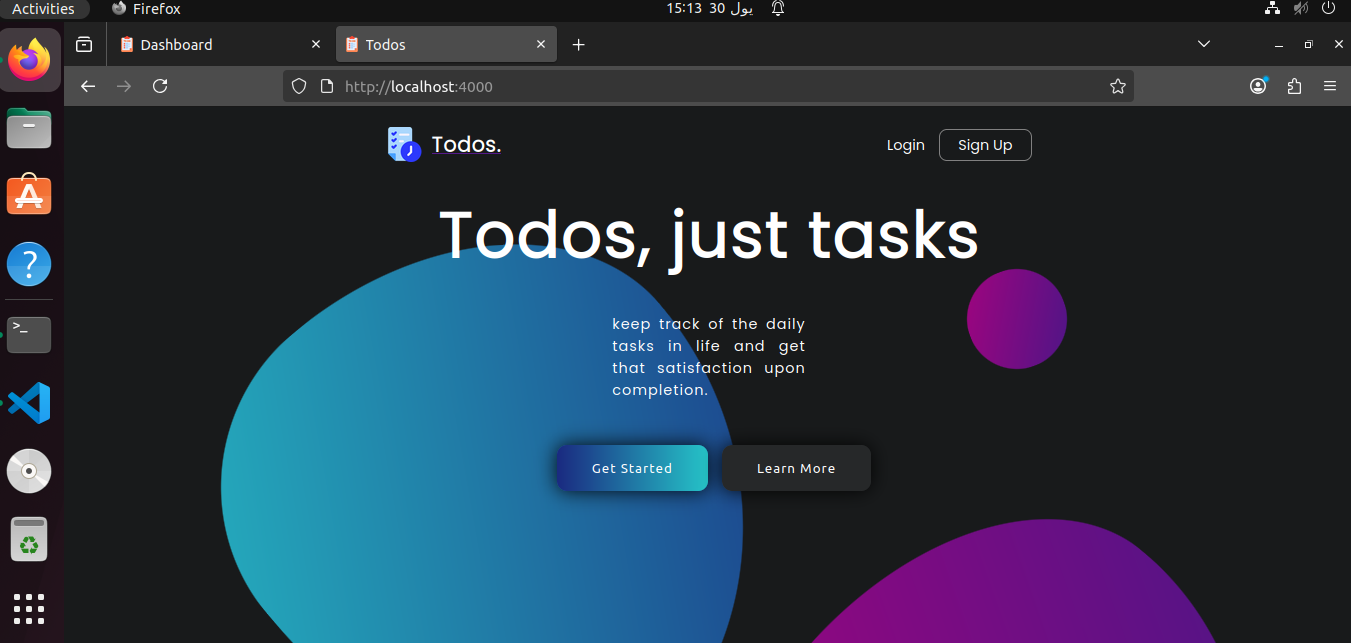 Activities
Firefox
15:13 30 يول
Dashboard
Todos
http://localhost:4000
Todos.
Login
Sign Up
Todos, just tasks
keep track of the daily
tasks in life and get
that satisfaction upon
completion.
Get Started
Learn More